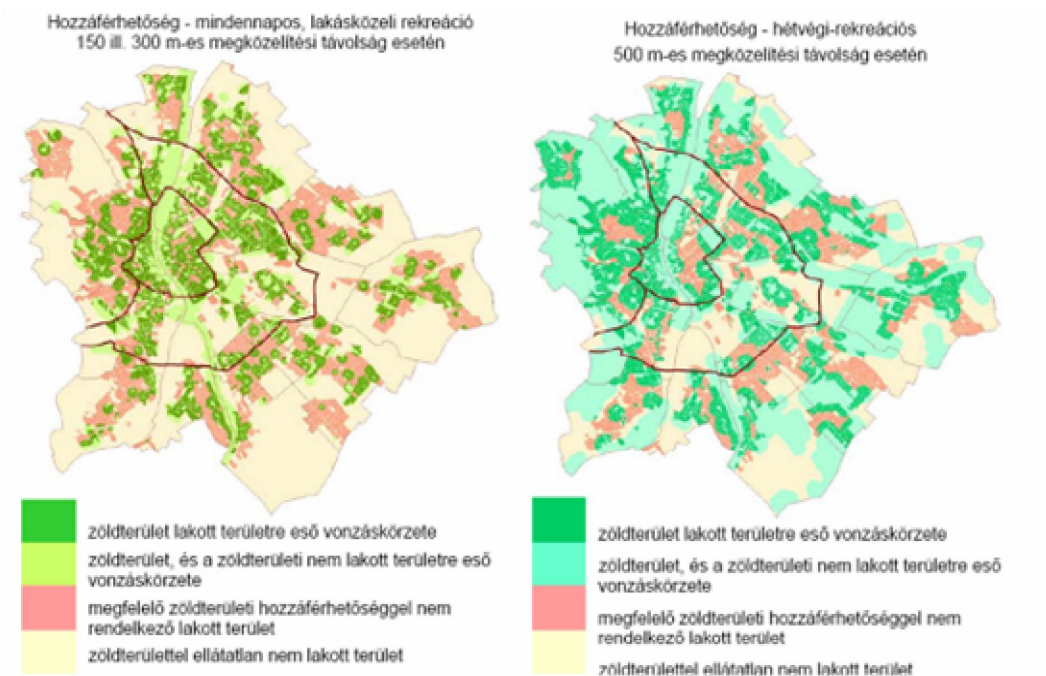 Hozzáférhetőség - mindennapos, lakásközeli rekreáció
150 ill. 300 m-es megközelítési távolság esetén
zöldterület lakott területre eső vonzáskörzete
zöldterület, és a zöldterületi nem lakott területre eső
vonzáskörzete
megfelelő zöldterületi hozzáférhetőséggel nem
rendelkező lakott terület
zöldterülettel ellátatlan nem lakott terület
Hozzáférhetőség - hétvégi-rekreációs
500 m-es megközelítési távolság esetén
zöldterület lakott területre eső vonzáskörzete
zöldterület, és a zöldterületi nem lakott területre eső
vonzáskörzete
megfelelő zöldterületi hozzáférhetőséggel nem
rendelkező lakott terület
zöldterülettel ellátatlan nem lakott terület